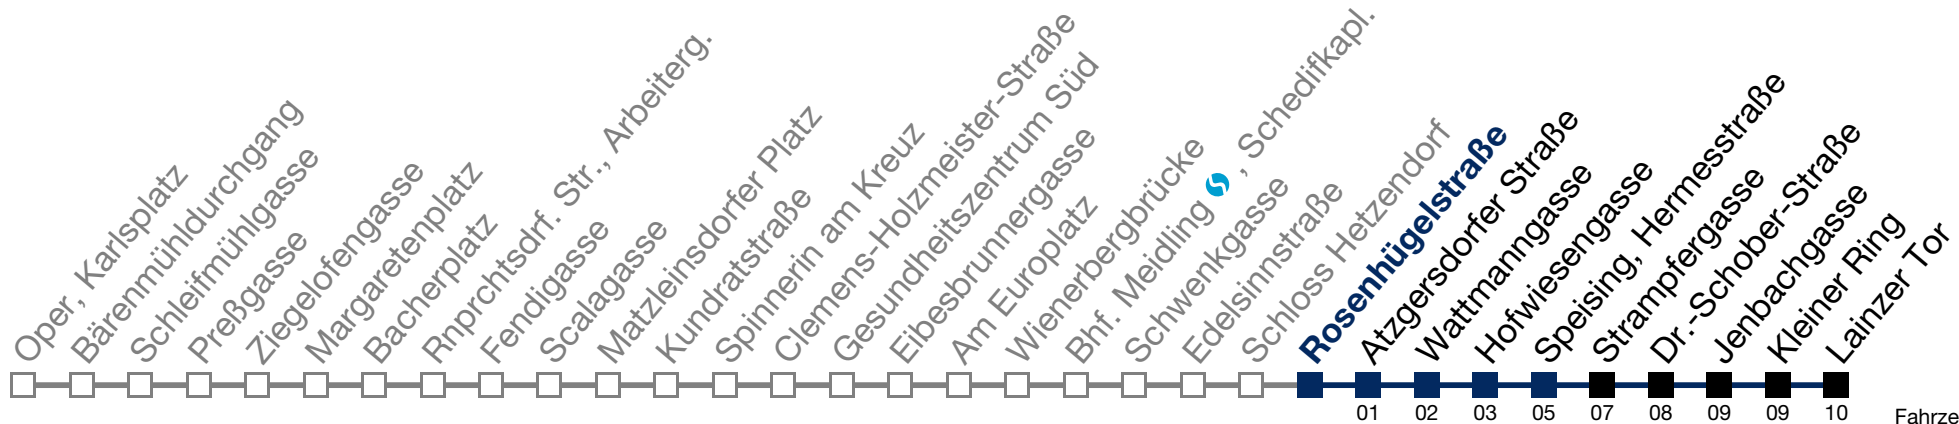 Oper, Karlsplatz
Bärenmühldurchgang
Schleifmühlgasse
Preßgasse
Ziegelofengasse
Margaretenplatz
Bacherplatz
Rnprchtsdrf. Str., Arbeiterg.
Fendigasse
Scalagasse
Matzleinsdorfer Platz
Kundratstraße
Spinnerin am Kreuz
Clemens-Holzmeister-Straße
Gesundheitszentrum Süd
Eibesbrunnergasse
Am Europlatz
Wienerbergbrücke
Bhf. Meidling , Schedifkapl.
Schwenkgasse
Edelsinnstraße
Schloss Hetzendorf
Rosenhügelstraße
Atzgersdorfer Straße
Wattmanngasse
Hofwiesengasse
Speising, Hermesstraße
Strampfergasse
Dr.-Schober-Straße
Jenbachgasse
Kleiner Ring
Lainzer Tor
01 02 03 05 07 08 09 09 10 Fahrze